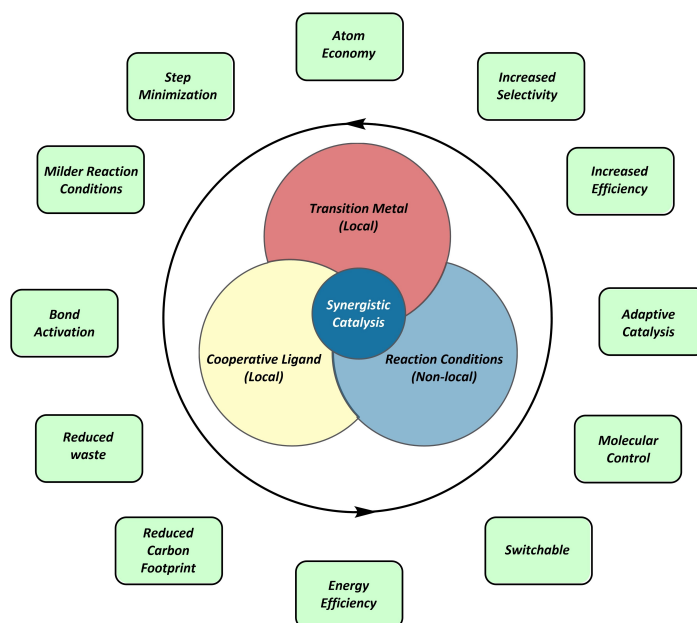 Atom
Economy
Step
Minimization
Increased
Selectivity
Milder Reaction
Conditions
Increased
Efficiency
Transition Metal
(Local)
Synergistic
Catalysis
Bond
Activation
Adaptive
Catalysis
Cooperative Ligand
(Local)
Reaction Conditions
(Non-local)
Reduced
waste
Molecular
Control
Reduced
Carbon
Footprint
Switchable
Energy
Efficiency